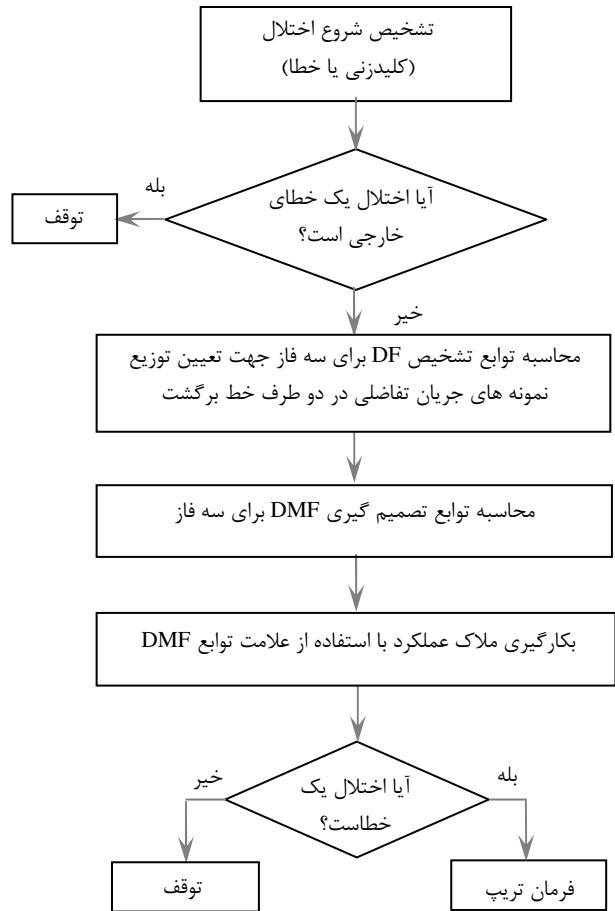 تشخیص شروع اختلال
(کلیدزنی یا خطا)
آیا اختلال یک خطای
خارجی است؟
بله
توقف
خیر
محاسبه توابع تشخیص DF برای سه فاز جهت تعیین توزیع
نمونه های جریان تفاضلی در دو طرف خط برگشت
محاسبه توابع تصمیم گیری DMF برای سه فاز
بکارگیری ملاک عملکرد با استفاده از علامت توابع DMF
آیا اختلال یک
خطاست؟
بله
خیر
فرمان تریپ
توقف